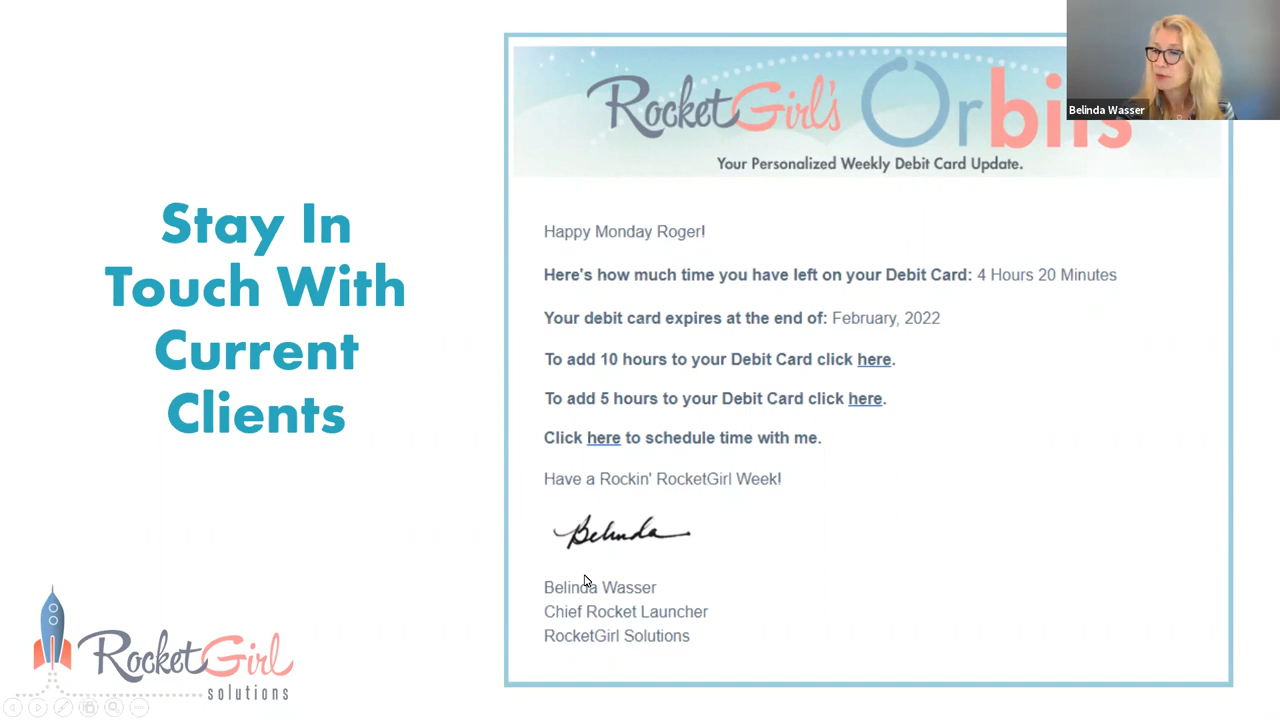 Stay In
Touch With
Current
Clients
RocketGirl
solutions
RocketGirl's Orbits
Your Personalized Weekly Debit Card Update.
Happy Monday Roger!
Here's how much time you have left on your Debit Card: 4 Hours 20 Minutes
Your debit card expires at the end of: February, 2022
To add 10 hours to your Debit Card click here.
To add 5 hours to your Debit Card click here.
Click here to schedule time with me.
Have a Rockin' RocketGirl Week!
Belinda
Belinda Wasser
Chief Rocket Launcher
RocketGirl Solutions
Belinda Wasser